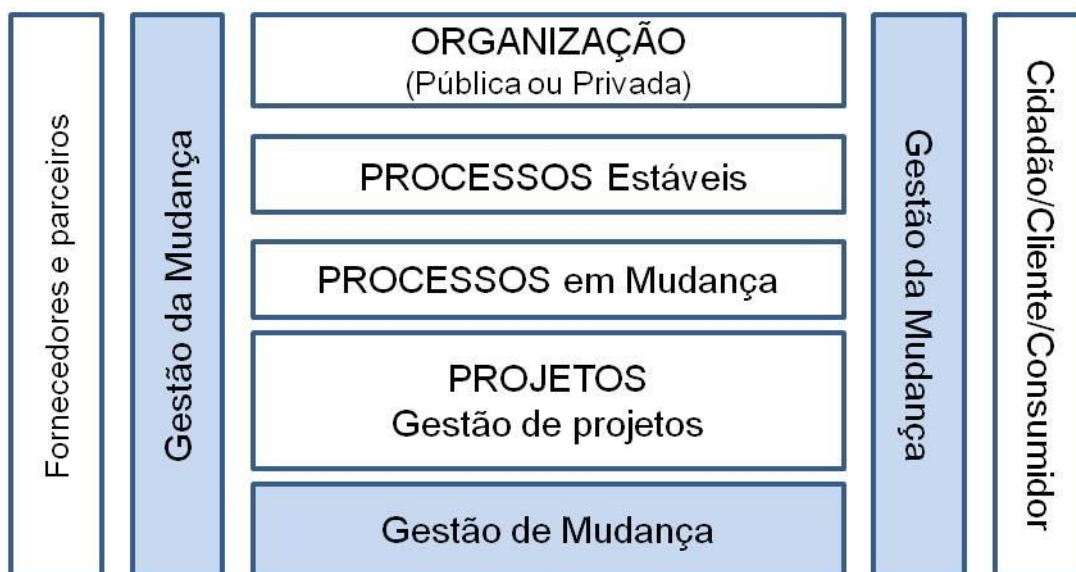 Fornecedores e parceiros
Gestão da Mudança
ORGANIZAÇÃO
(Pública ou Privada)
PROCESSOS Estáveis
PROCESSOS em Mudança
PROJETOS
Gestão de projetos
Gestão de Mudança
Gestão da Mudança
Cidadão/Cliente/Consumidor